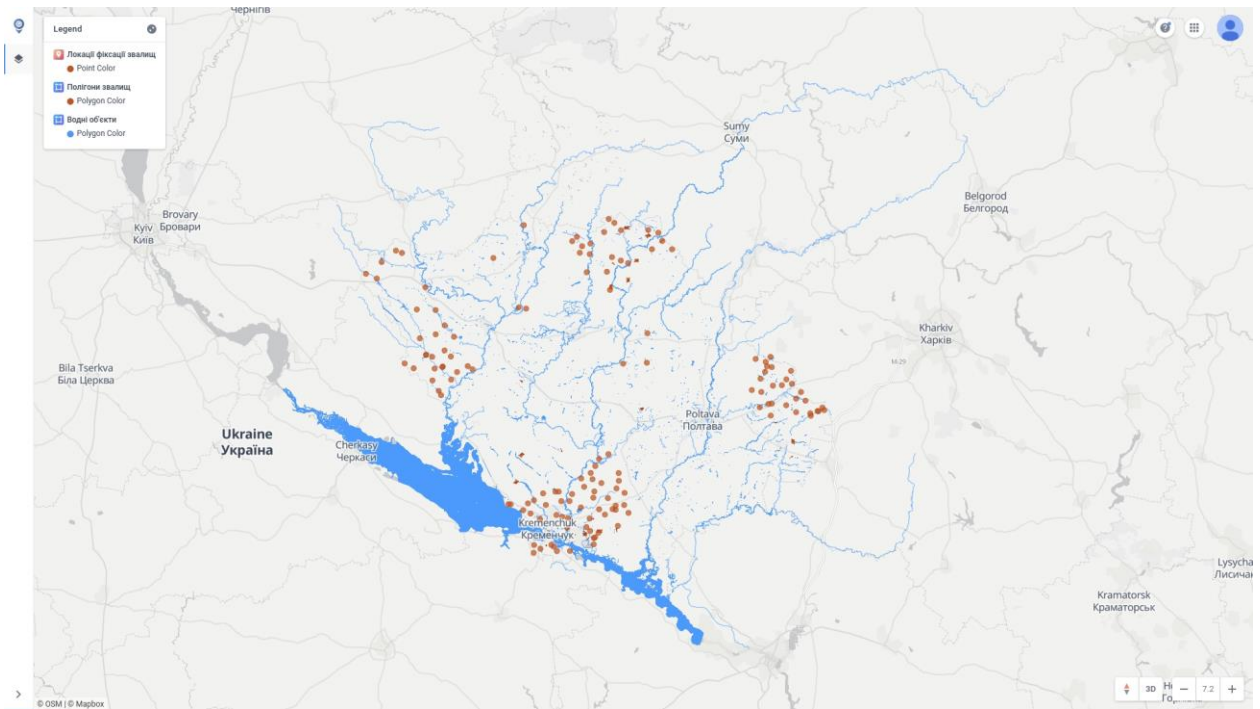 Чернігів
Legend
Локації фіксації звалищ
Point Color
Полігони звалищ
Polygon Color
Водні об'єкти
Polygon Color
Sumy
Суми
Belgorod
Белгород
Brovary
Бровари
Kyiv
Київ
Kharkiv
Харків
M 29
Bila Tserkva
Біла Церква
Poltava
Полтава
Ukraine
Україна
Cherkasy
Черкаси
Kremenchuk
Кременчук
Lysycha
Лисичан
Kramatorsk
Краматорськ
3D
7.2
© OSM | © Mapbox